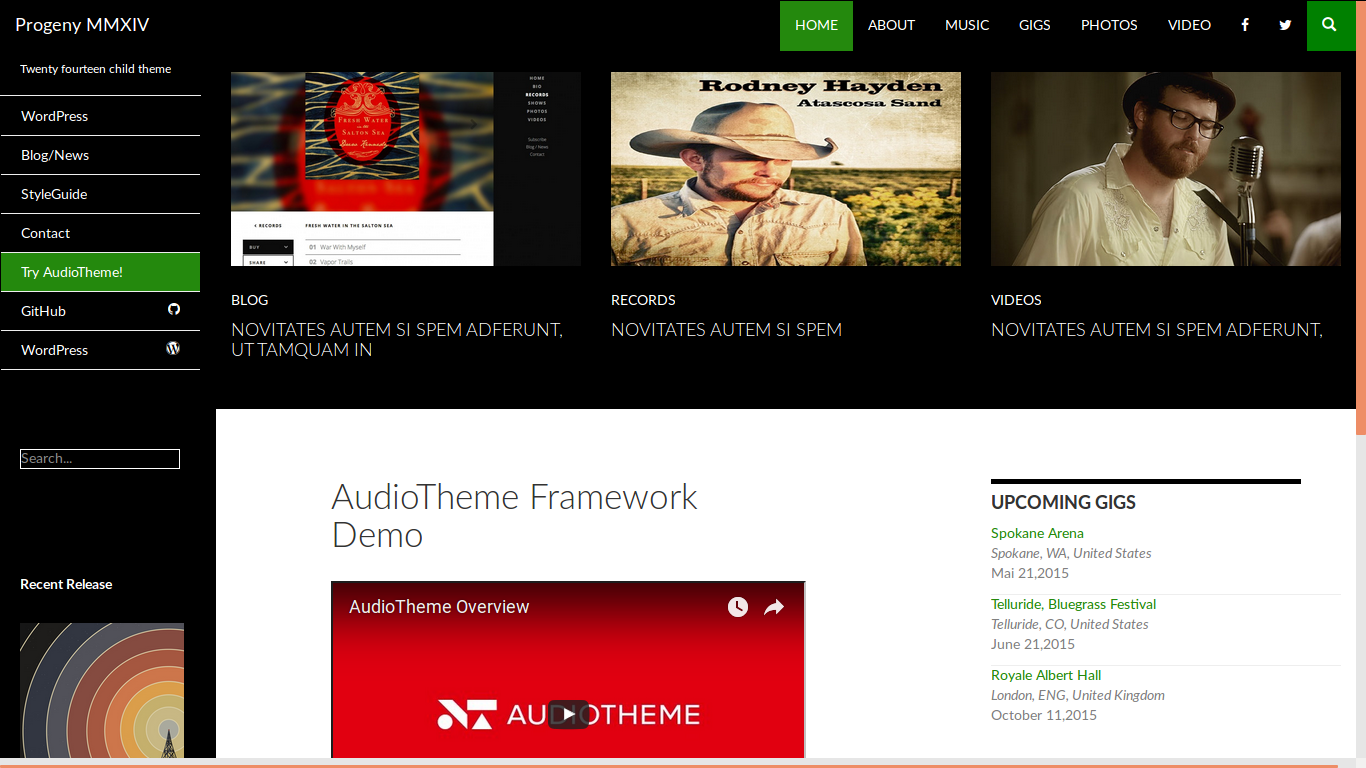 Progeny MMXIV
HOME ABOUT MUSIC GIGS PHOTOS VIDEO
Twenty fourteen child theme
WordPress
Blog/News
StyleGuide
Contact
Try AudioTheme!
GitHub
WordPress
Search...
Recent Release
FRESH WATER
IN THE
SALTON SEA
HOME
BIO
RECORDS
SHOWS
PHOTOS
VIDEOS
Subscribe
Blog / News
Contact
RECORDS
FRESH WATER IN THE SALTON SEA
BUY
01 War With Myself
SHARE
02 Vapor Trails
Rodney Hayden
Atascosa Sand
BLOG
NOVITATES AUTEM SI SPEM ADFERUNT,
UT TAMQUAM IN
RECORDS
NOVITATES AUTEM SI SPEM
VIDEOS
NOVITATES AUTEM SI SPEM ADFERUNT,
AudioTheme Framework
Demo
AudioTheme Overview
AUDIOTHEME
UPCOMING GIGS
Spokane Arena
Spokane, WA, United States
Mai 21,2015
Telluride, Bluegrass Festival
Telluride, CO, United States
June 21,2015
Royale Albert Hall
London, ENG, United Kingdom
October 11,2015